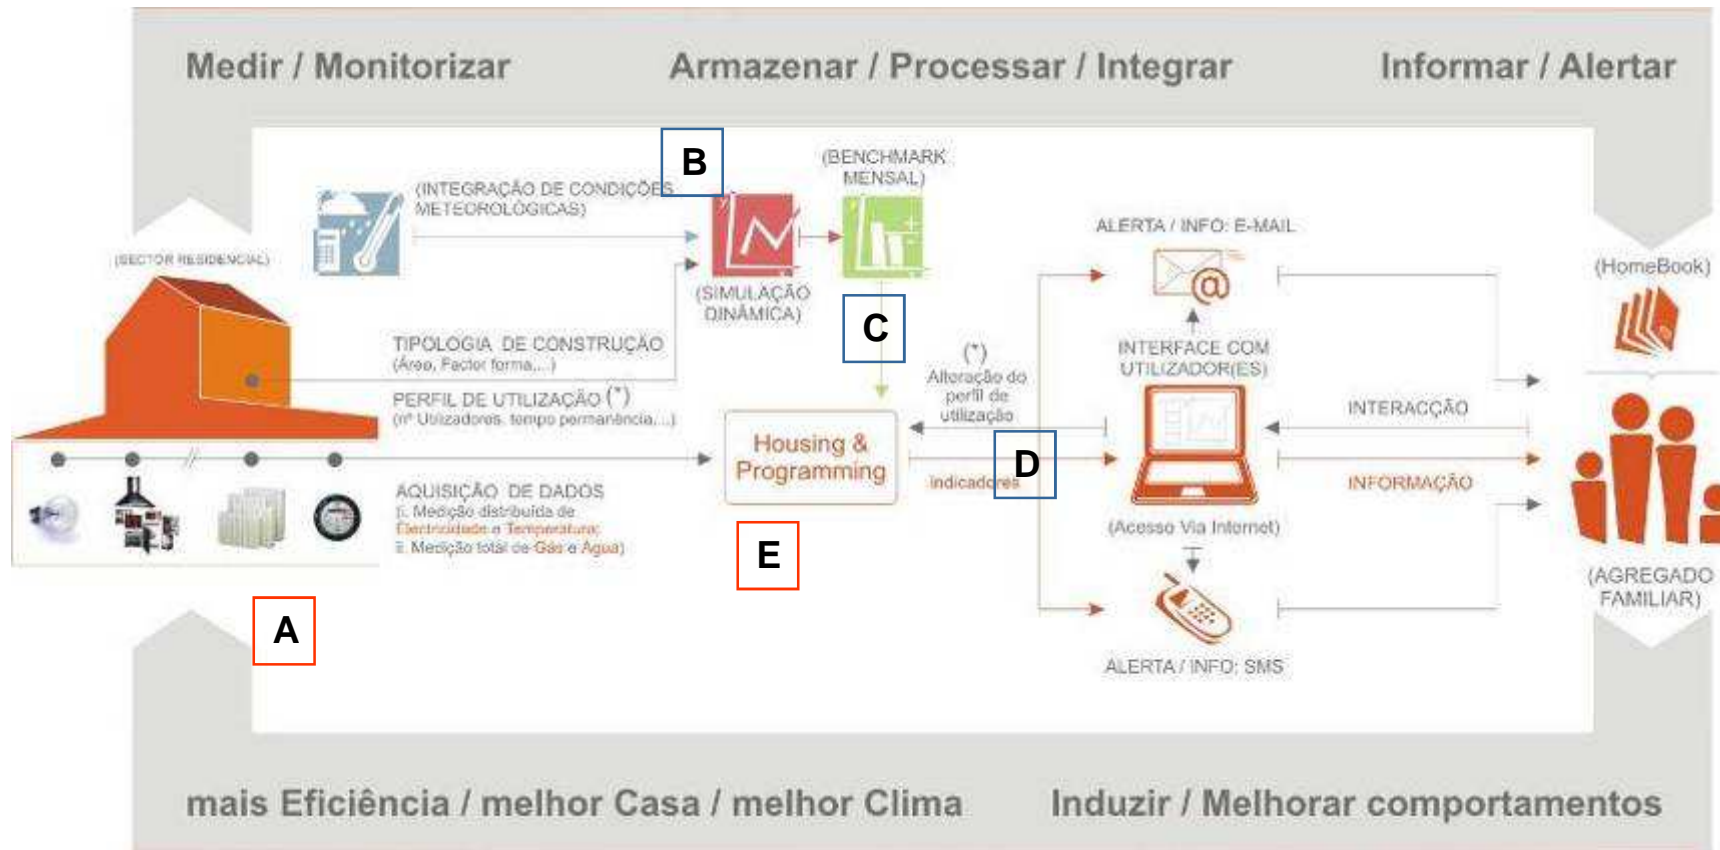 Medir / Monitorizar
Armazenar / Processar / Integrar
Informar / Alertar
B
(BENCHMARK
MENSAL)
(INTEGRAÇÃO DE CONDIÇÕES
METEOROLÓGICAS)
ALERTA / INFO: E-MAIL
(SECTOR RESIDENCIAL)
(HomeBook)
(SIMULAÇÃO
DINÂMICA)
C
TIPOLOGIA DE CONSTRUÇÃO
(Área, Factor forma,...)
PERFIL DE UTILIZAÇÃO (*)
(nº Utilizadores, tempo permanência,...)
(*)
Alteração do
perfil de
utilização
INTERFACE COM
UTILIZADOR(ES)
INTERACÇÃO
Housing &
Programming
D
Indicadores
INFORMAÇÃO
AQUISIÇÃO DE DADOS
(i. Medição distribuída de
Electricidade e Temperatura;
ii. Medição total de Gás e Água)
(Acesso Via Internet)
E
(AGREGADO
FAMILIAR)
A
ALERTA / INFO: SMS
mais Eficiência / melhor Casa / melhor Clima
Induzir / Melhorar comportamentos